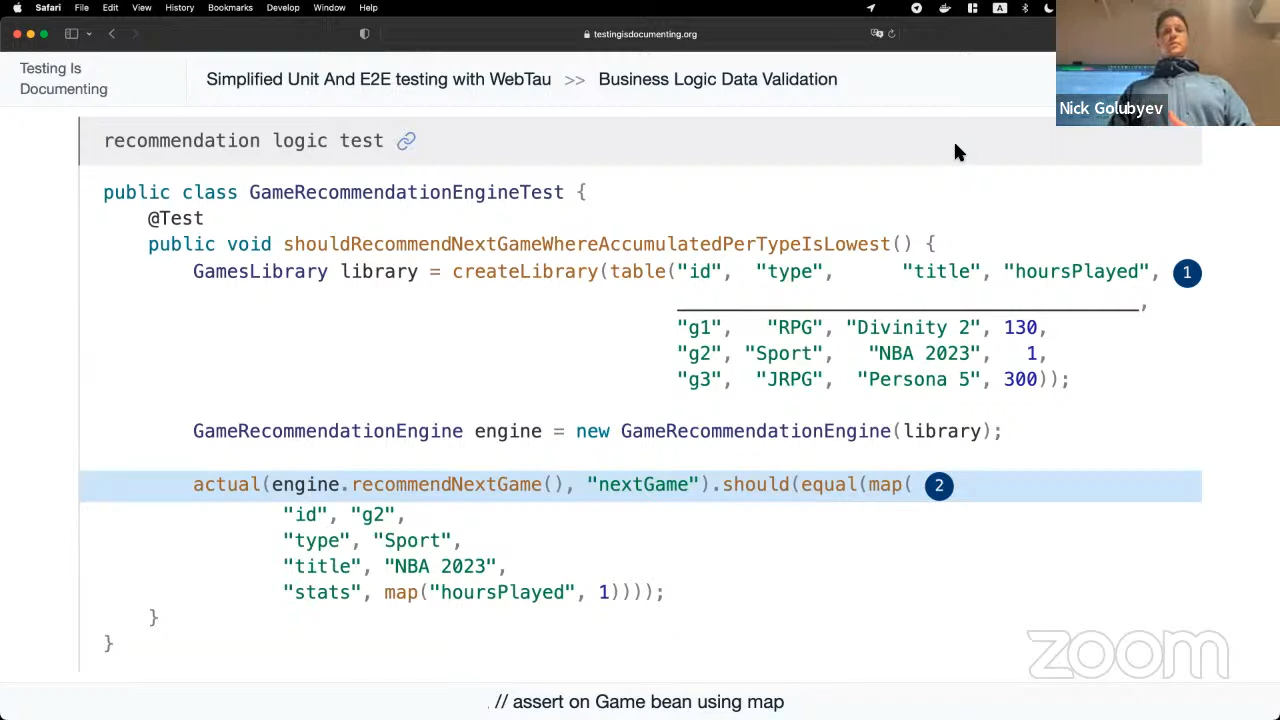 Safari File Edit View History Bookmarks Develop Window Help A
testingisdocumenting.org
Testing Is
Documenting
Simplified Unit And E2E testing with WebTau >> Business Logic Data Validation
Nick Golubyev
recommendation logic test
public class GameRecommendationEngineTest {
@Test
public void shouldRecommendNextGameWhereAccumulatedPerTypeIsLowest() {
GamesLibrary library = createLibrary(table("id", "type", "title", "hoursPlayed", 1
________________________________________,
"g1", "RPG", "Divinity 2", 130,
"g2", "Sport", "NBA 2023", 1,
"g3", "JRPG", "Persona 5", 300));
GameRecommendationEngine engine = new GameRecommendationEngine(library);
actual(engine.recommendNextGame(), "nextGame").should(equal(map( 2
"id", "g2",
"type", "Sport",
"title", "NBA 2023",
"stats", map("hoursPlayed", 1))));
}
}
zoom
. // assert on Game bean using map